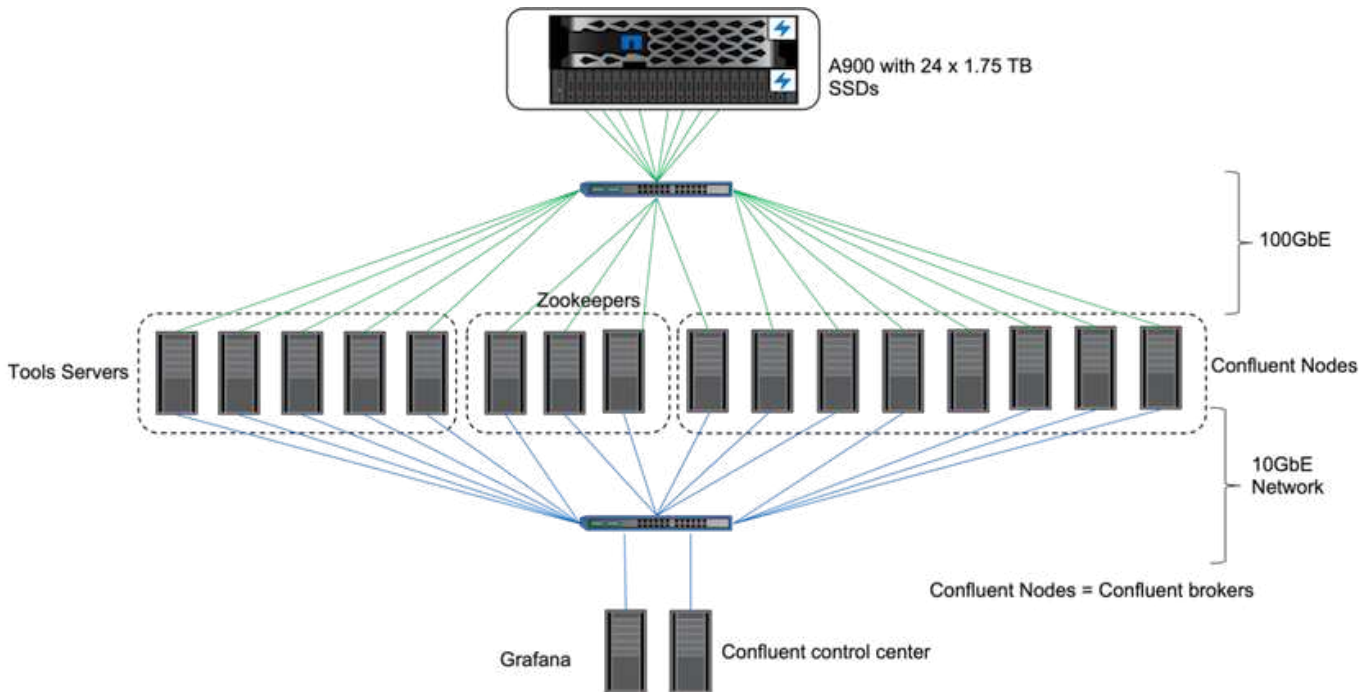 A900 with 24 x 1.75 TB
SSDs
100GbE
Zookeepers
Tools Servers
Confluent Nodes
10GbE
Network
Confluent Nodes = Confluent brokers
Grafana
Confluent control center